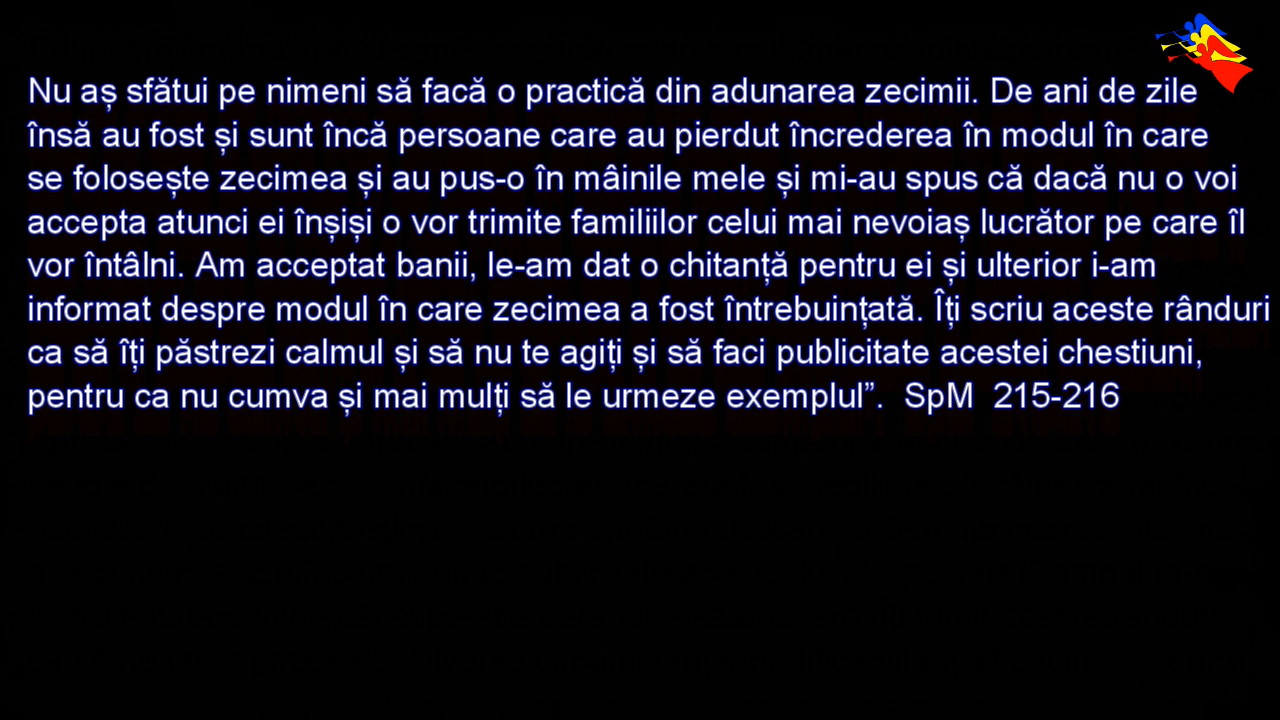 Nu aș sfătui pe nimeni să facă o practică din adunarea zecimii. De ani de zile
însă au fost și sunt încă persoane care au pierdut încrederea în modul în care
se folosește zecimea și au pus-o în mâinile mele și mi-au spus că dacă nu o voi
accepta atunci ei înșiși o vor trimite familiilor celui mai nevoiaș lucrător pe care îl
vor întâlni. Am acceptat banii, le-am dat o chitanță pentru ei și ulterior i-am
informat despre modul în care zecimea a fost întrebuințată. Îți scriu aceste rânduri
ca să îți păstrezi calmul și să nu te agiți și să faci publicitate acestei chestiuni,
pentru ca nu cumva și mai mulți să le urmeze exemplul”. SpM 215-216